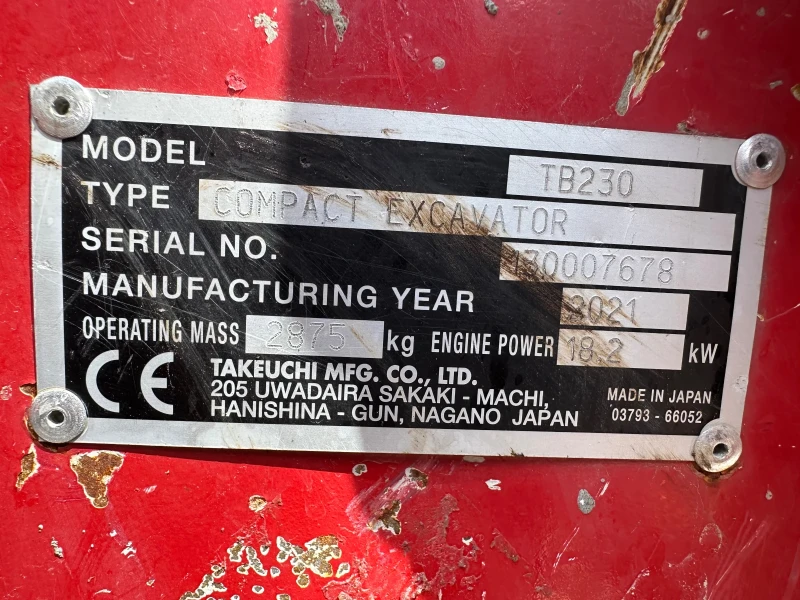 MODEL TB230
TYPE COMPACT EXCAVATOR
SERIAL NO. 130007678
MANUFACTURING YEAR 2021
OPERATING MASS 2875 kg ENGINE POWER 18.2 kW
CE
TAKEUCHI MFG. CO., LTD.
205 UWADAIRA SAKAKI - MACHI,
HANISHINA - GUN, NAGANO JAPAN
MADE IN JAPAN
03793 - 66052